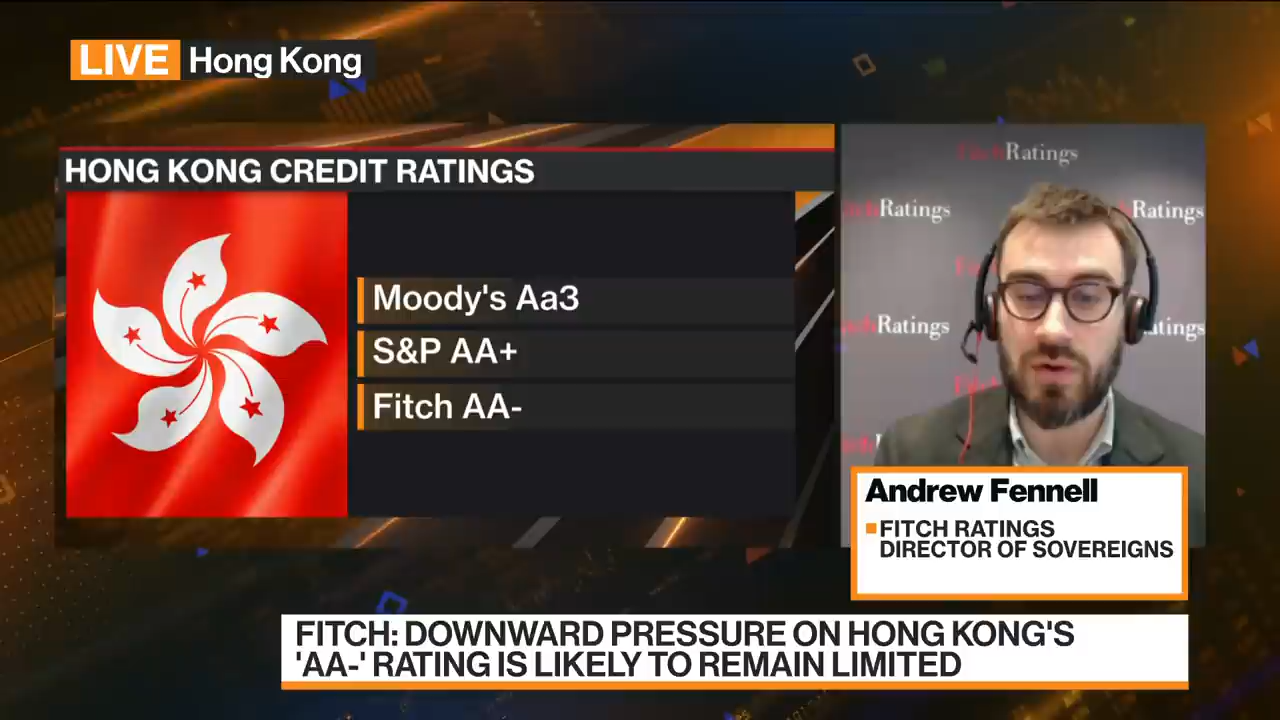 LIVE Hong Kong
HONG KONG CREDIT RATINGS
Moody's Aa3
S&P AA+
Fitch AA-
Ratings
Ratings
Ratings
Ratings
Andrew Fennell
FITCH RATINGS
DIRECTOR OF SOVEREIGNS
FITCH: DOWNWARD PRESSURE ON HONG KONG'S
'AA-' RATING IS LIKELY TO REMAIN LIMITED